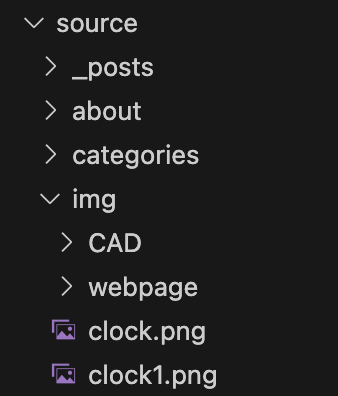 source
_posts
about
categories
img
CAD
webpage
clock.png
clock1.png